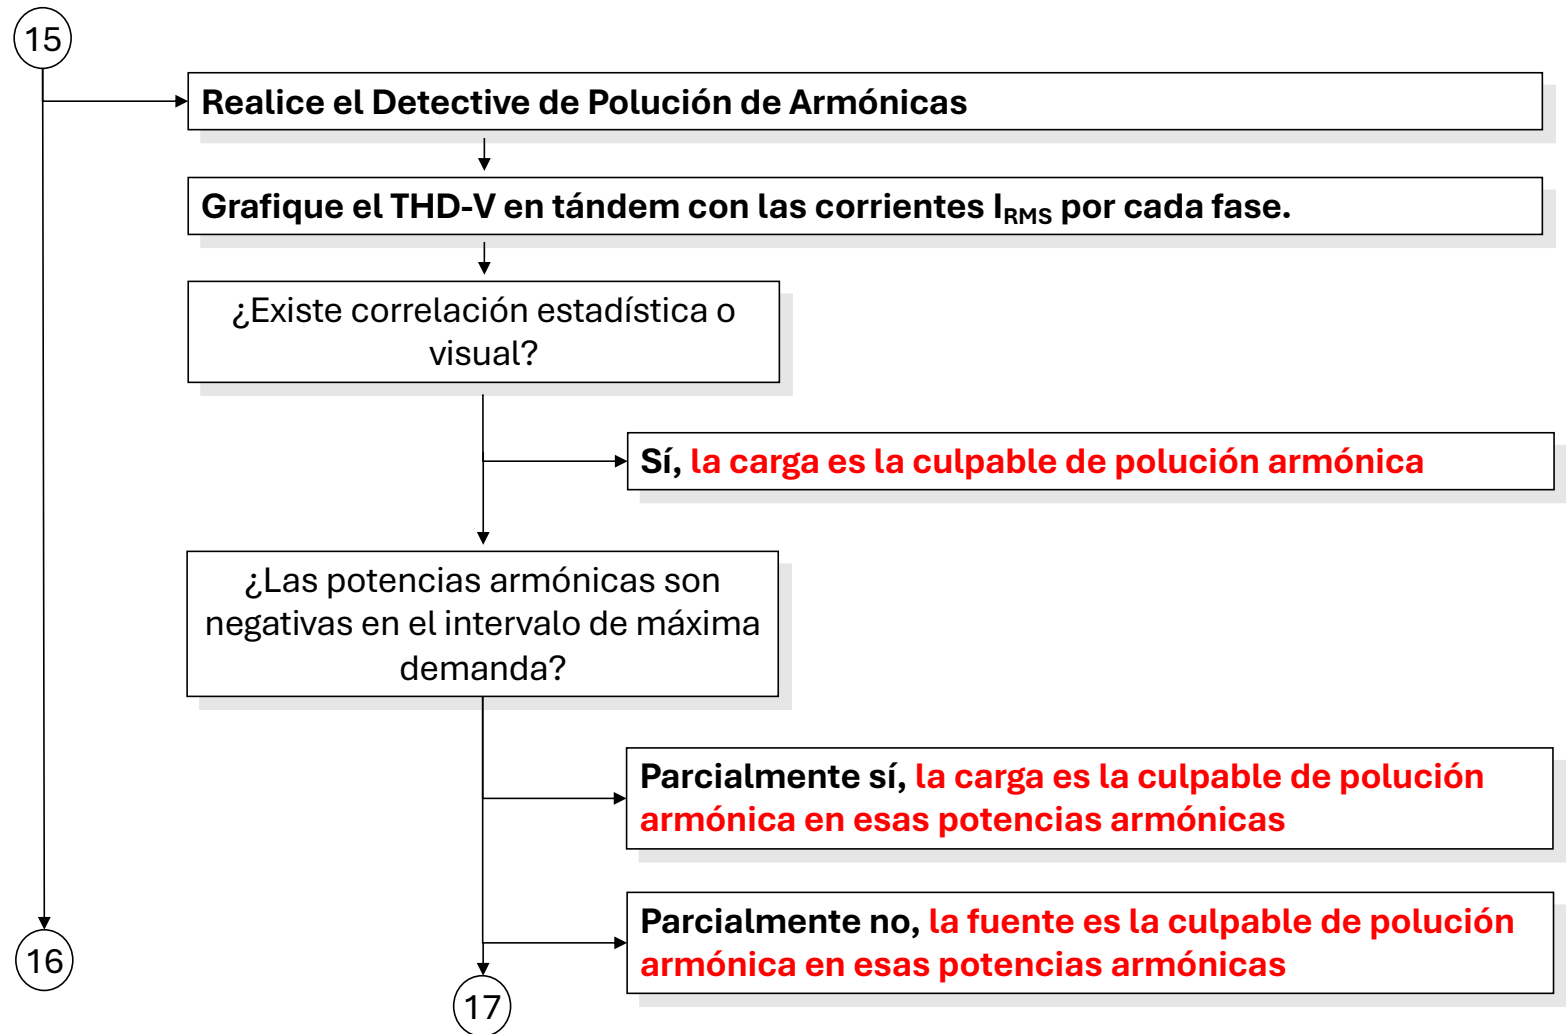 15
Realice el Detective de Polución de Armónicas
Grafique el THD-V en tándem con las corrientes I_RMS por cada fase.
¿Existe correlación estadística o
visual?
Sí, la carga es la culpable de polución armónica
¿Las potencias armónicas son
negativas en el intervalo de máxima
demanda?
Parcialmente sí, la carga es la culpable de polución
armónica en esas potencias armónicas
Parcialmente no, la fuente es la culpable de polución
armónica en esas potencias armónicas
16
17